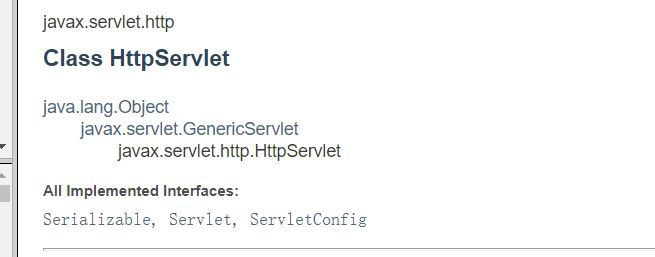 javax.servlet.http
Class HttpServlet
java.lang.Object
javax.servlet.GenericServlet
javax.servlet.http.HttpServlet
All Implemented Interfaces:
Serializable, Servlet, ServletConfig